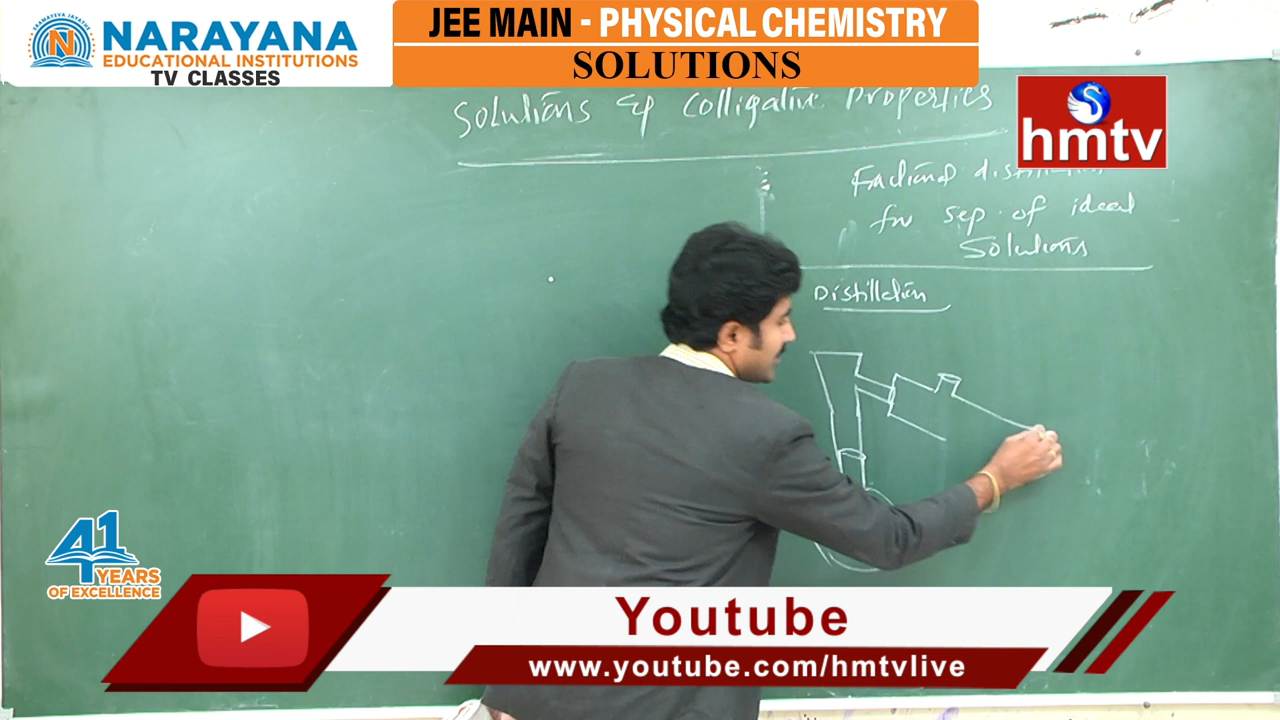 NARAYANA
EDUCATIONAL INSTITUTIONS
TV CLASSES
JEE MAIN - PHYSICAL CHEMISTRY
SOLUTIONS
hmtv
Solutions & Colligative Properties
Fractional distillation
for sep. of ideal
Solutions
Distillation
41
YEARS
OF EXCELLENCE
Youtube
www.youtube.com/hmtvlive